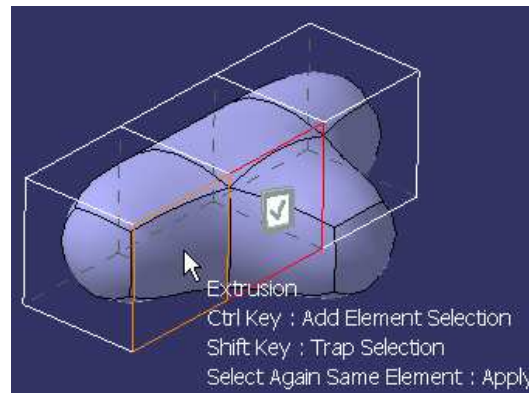 Extrusion
Ctrl Key : Add Element Selection
Shift Key : Trap Selection
Select Again Same Element : Apply